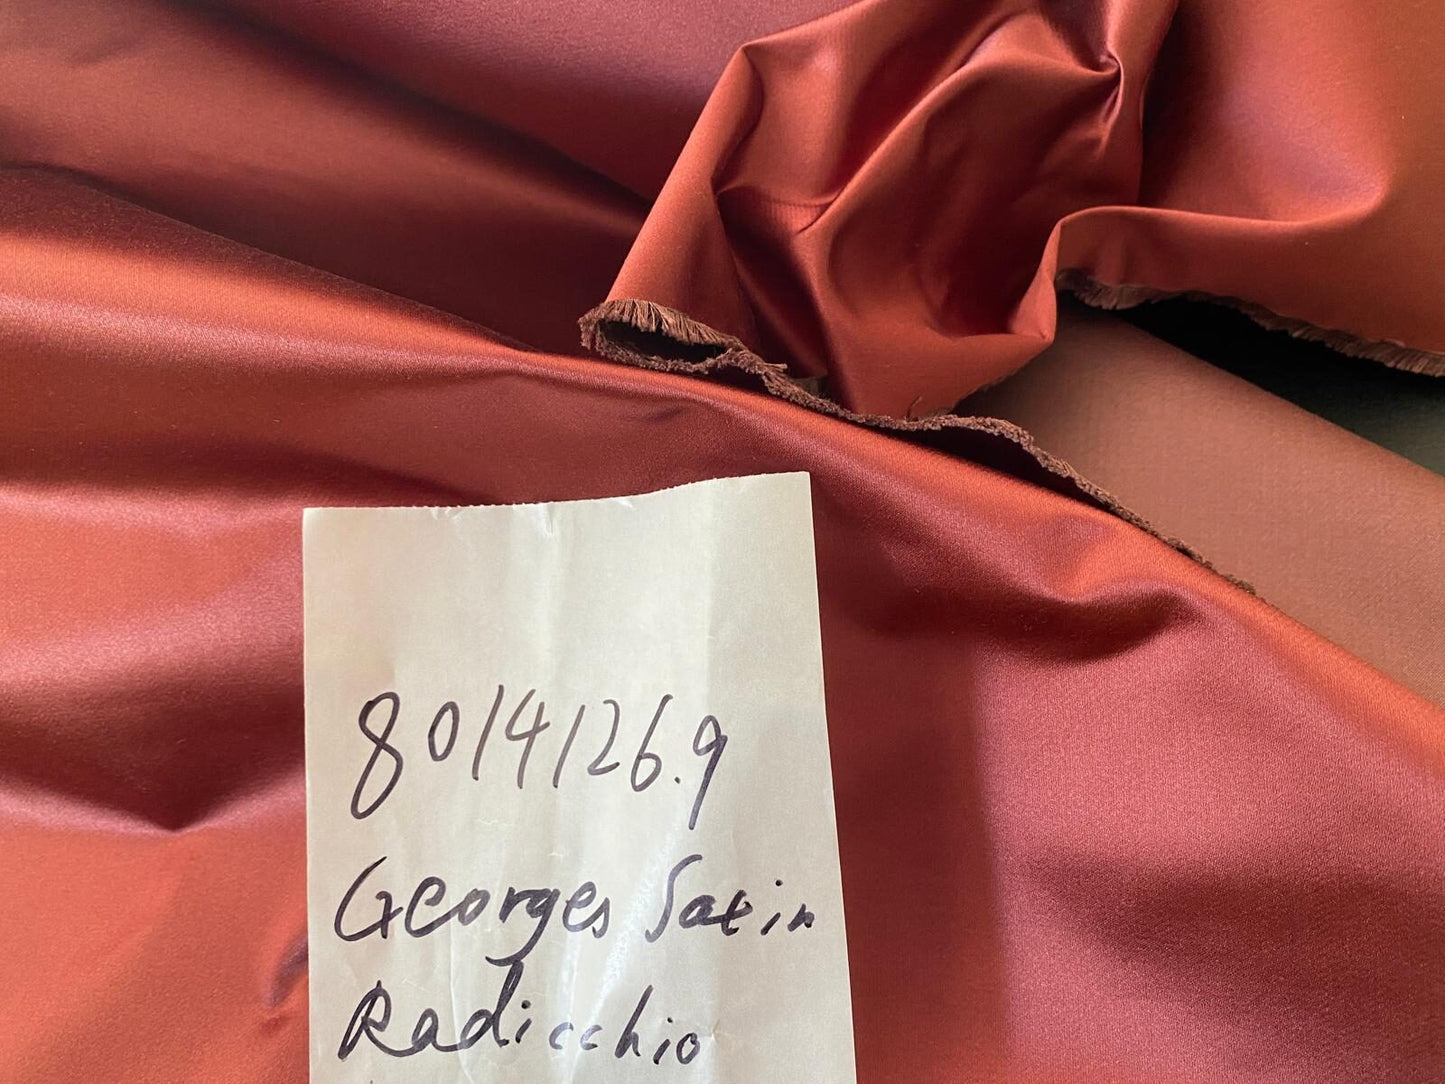 8014126.9
Georges Satin
Radicchio